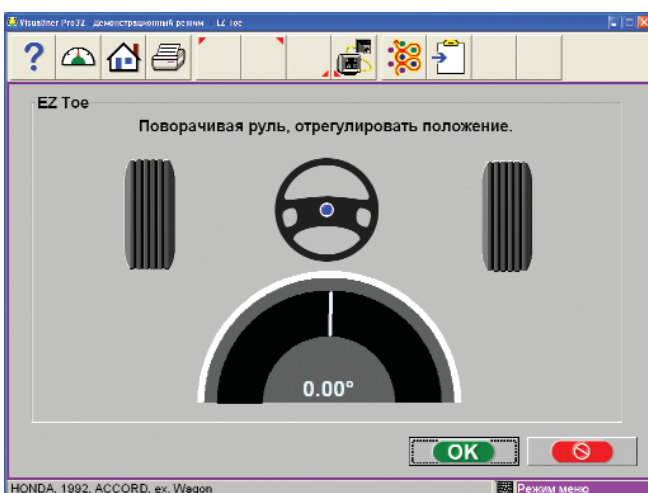 Visualiner Pro32 Демонстрационный режим EZ Toe
?
EZ Toe
Поворачивая руль, отрегулировать положение.
0.00°
OK
HONDA, 1992, ACCORD, ex. Wagon
Режим меню